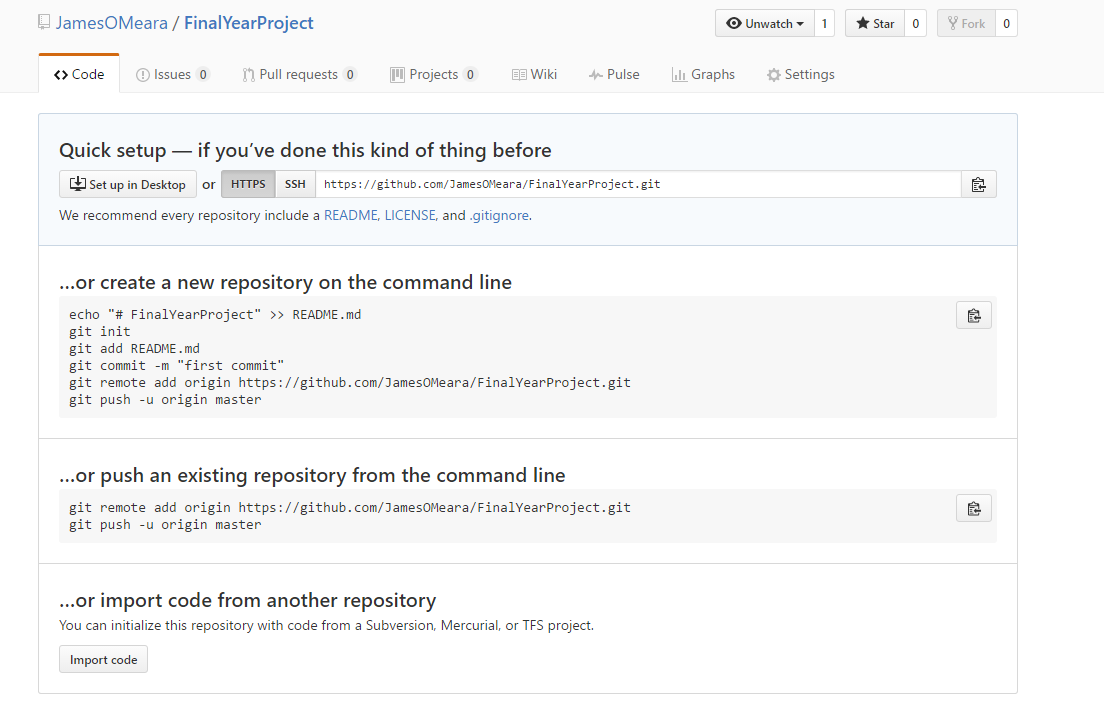 JamesOMeara / FinalYearProject
Unwatch 1 Star 0 Fork 0
Code Issues 0 Pull requests 0 Projects 0 Wiki Pulse Graphs Settings
Quick setup — if you’ve done this kind of thing before
Set up in Desktop or HTTPS SSH https://github.com/JamesOMeara/FinalYearProject.git
We recommend every repository include a README, LICENSE, and .gitignore.
…or create a new repository on the command line
echo "# FinalYearProject" >> README.md
git init
git add README.md
git commit -m "first commit"
git remote add origin https://github.com/JamesOMeara/FinalYearProject.git
git push -u origin master
…or push an existing repository from the command line
git remote add origin https://github.com/JamesOMeara/FinalYearProject.git
git push -u origin master
…or import code from another repository
You can initialize this repository with code from a Subversion, Mercurial, or TFS project.
Import code